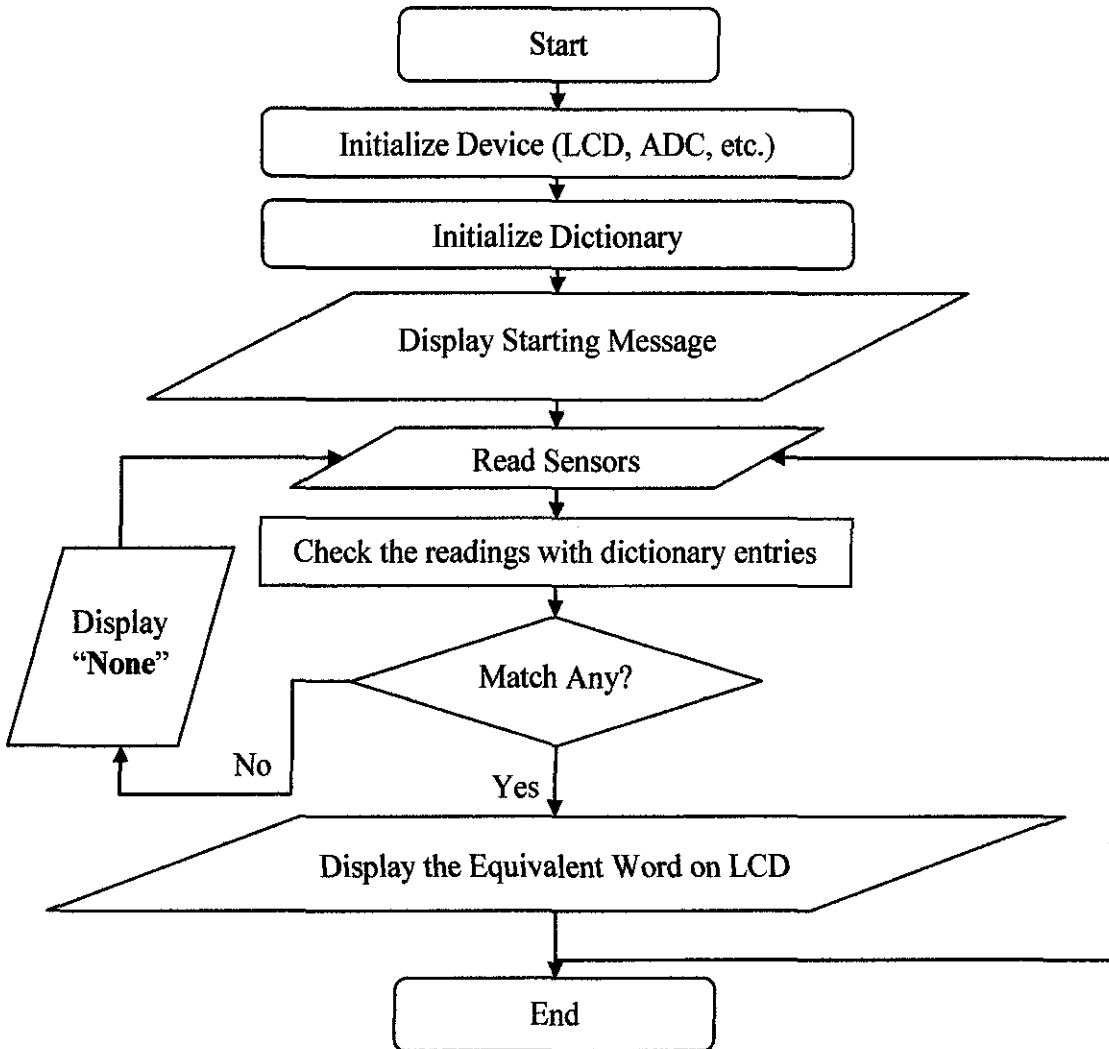 Start
Initialize Device (LCD, ADC, etc.)
Initialize Dictionary
Display Starting Message
Read Sensors
Check the readings with dictionary entries
Display
“None”
Match Any?
No
Yes
Display the Equivalent Word on LCD
End